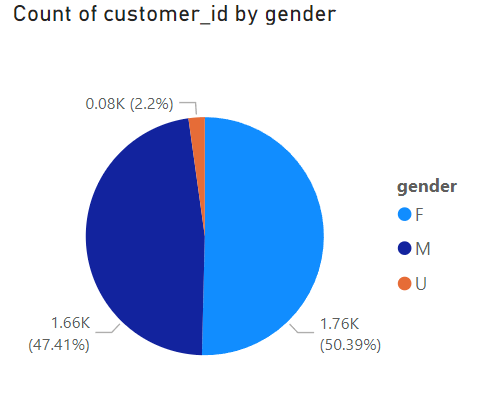 Count of customer_id by gender
0.08K (2.2%)
gender
F
M
U
1.66K
(47.41%)
1.76K
(50.39%)